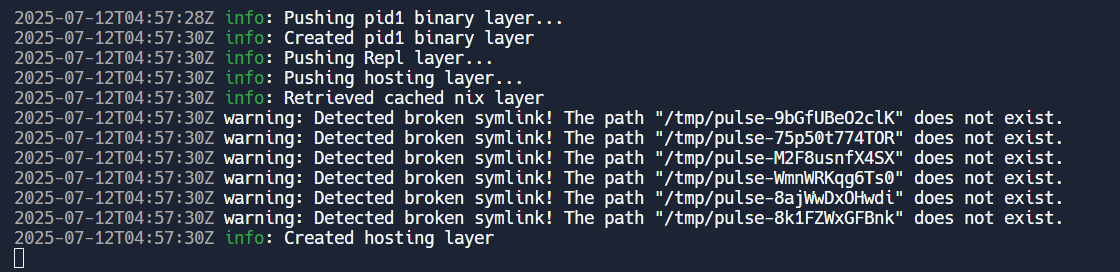 2025-07-12T04:57:28Z info: Pushing pid1 binary layer...
2025-07-12T04:57:30Z info: Created pid1 binary layer
2025-07-12T04:57:30Z info: Pushing Repl layer...
2025-07-12T04:57:30Z info: Pushing hosting layer...
2025-07-12T04:57:30Z info: Retrieved cached nix layer
2025-07-12T04:57:30Z warning: Detected broken symlink! The path "/tmp/pulse-9bGfUBeO2clK" does not exist.
2025-07-12T04:57:30Z warning: Detected broken symlink! The path "/tmp/pulse-75p50t774TOR" does not exist.
2025-07-12T04:57:30Z warning: Detected broken symlink! The path "/tmp/pulse-M2F8usnfX4SX" does not exist.
2025-07-12T04:57:30Z warning: Detected broken symlink! The path "/tmp/pulse-WmnWRKqg6Ts0" does not exist.
2025-07-12T04:57:30Z warning: Detected broken symlink! The path "/tmp/pulse-8ajWwDxOHwdi" does not exist.
2025-07-12T04:57:30Z warning: Detected broken symlink! The path "/tmp/pulse-8k1FZWxGFBnk" does not exist.
2025-07-12T04:57:30Z info: Created hosting layer